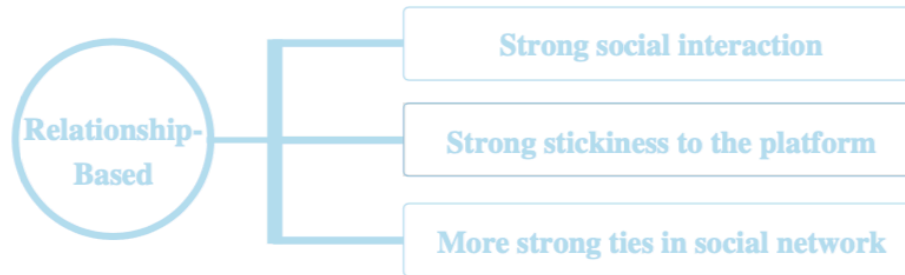 Relationship-
Based
Strong social interaction
Strong stickiness to the platform
More strong ties in social network